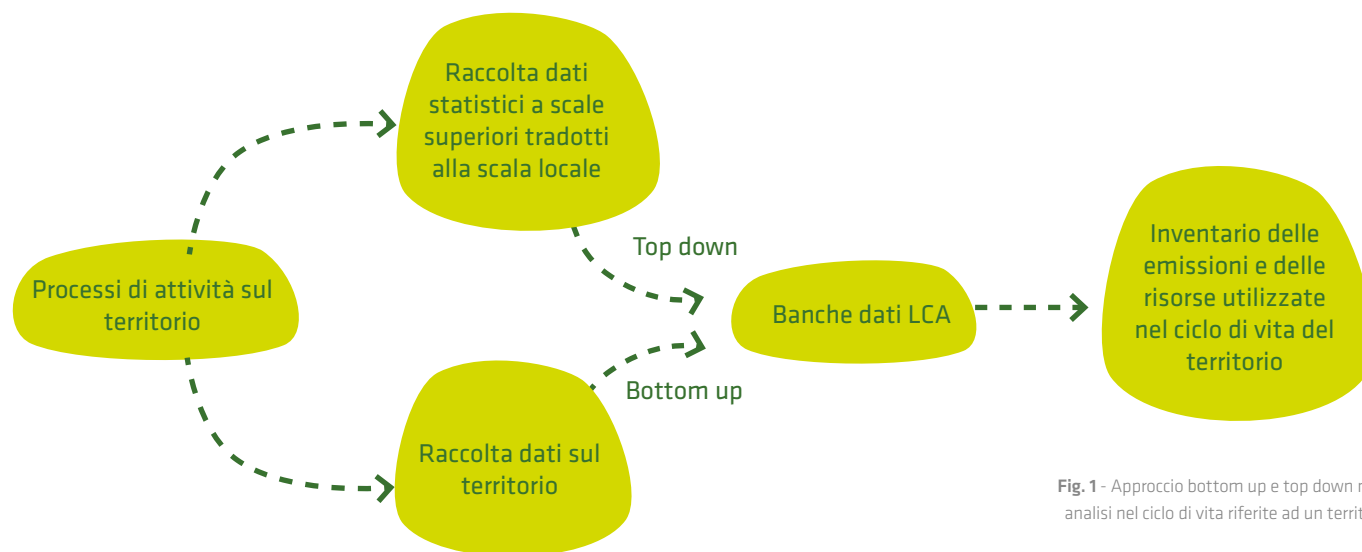 Raccolta dati
statistici a scale
superiori tradotti
alla scala locale
Processi di attività sul
territorio
Top down
Bottom up
Raccolta dati sul
territorio
Banche dati LCA
Inventario delle
emissioni e delle
risorse utilizzate
nel ciclo di vita del
territorio
Fig. 1 - Approccio bottom up e top down
analisi nel ciclo di vita riferite ad un